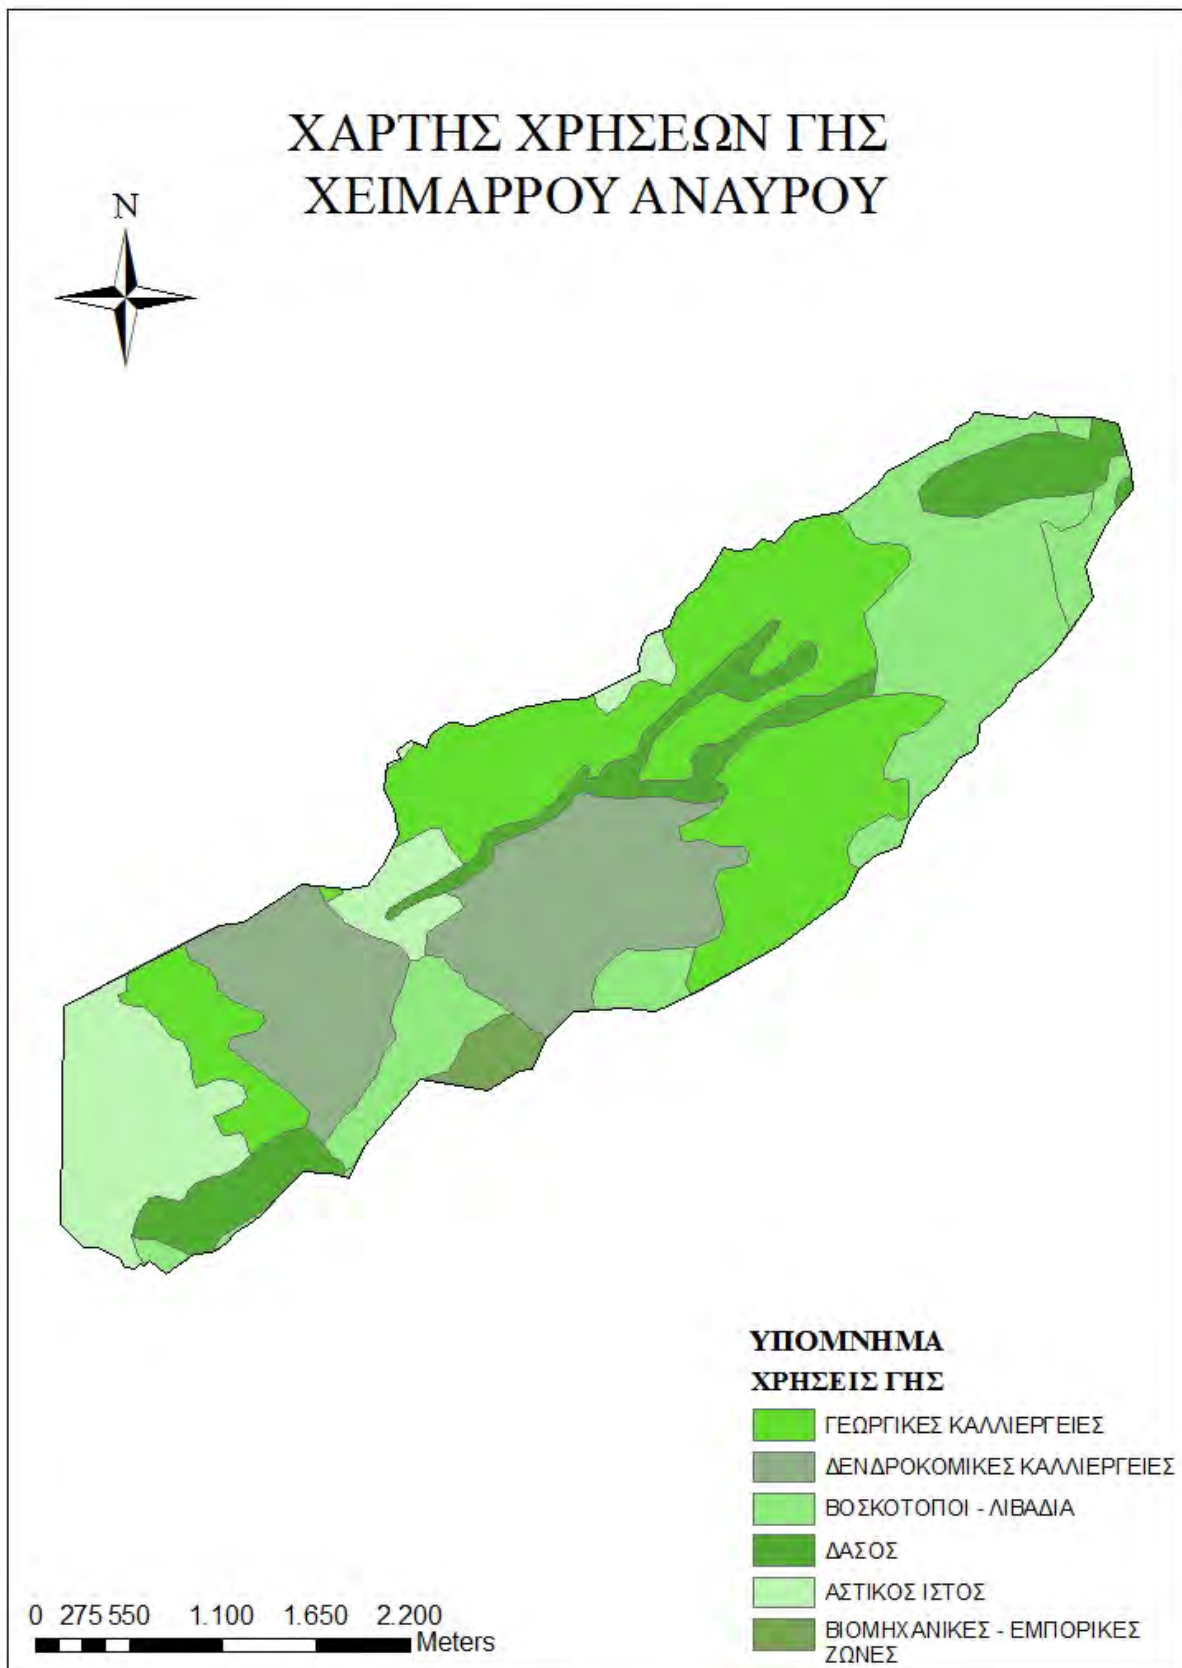 ΧΑΡΤΗΣ ΧΡΗΣΕΩΝ ΓΗΣ
ΧΕΙΜΑΡΡΟΥ ΑΝΑΥΡΟΥ
N
ΥΠΟΜΝΗΜΑ
ΧΡΗΣΕΙΣ ΓΗΣ
ΓΕΩΡΓΙΚΕΣ ΚΑΛΛΙΕΡΓΕΙΕΣ
ΔΕΝΔΡΟΚΟΜΙΚΕΣ ΚΑΛΛΙΕΡΓΕΙΕΣ
ΒΟΣΚΟΤΟΠΟΙ - ΛΙΒΑΔΙΑ
ΔΑΣΟΣ
ΑΣΤΙΚΟΣ ΙΣΤΟΣ
ΒΙΟΜΗΧΑΝΙΚΕΣ - ΕΜΠΟΡΙΚΕΣ
ΖΩΝΕΣ
0 275 550 1.100 1.650 2.200
Meters